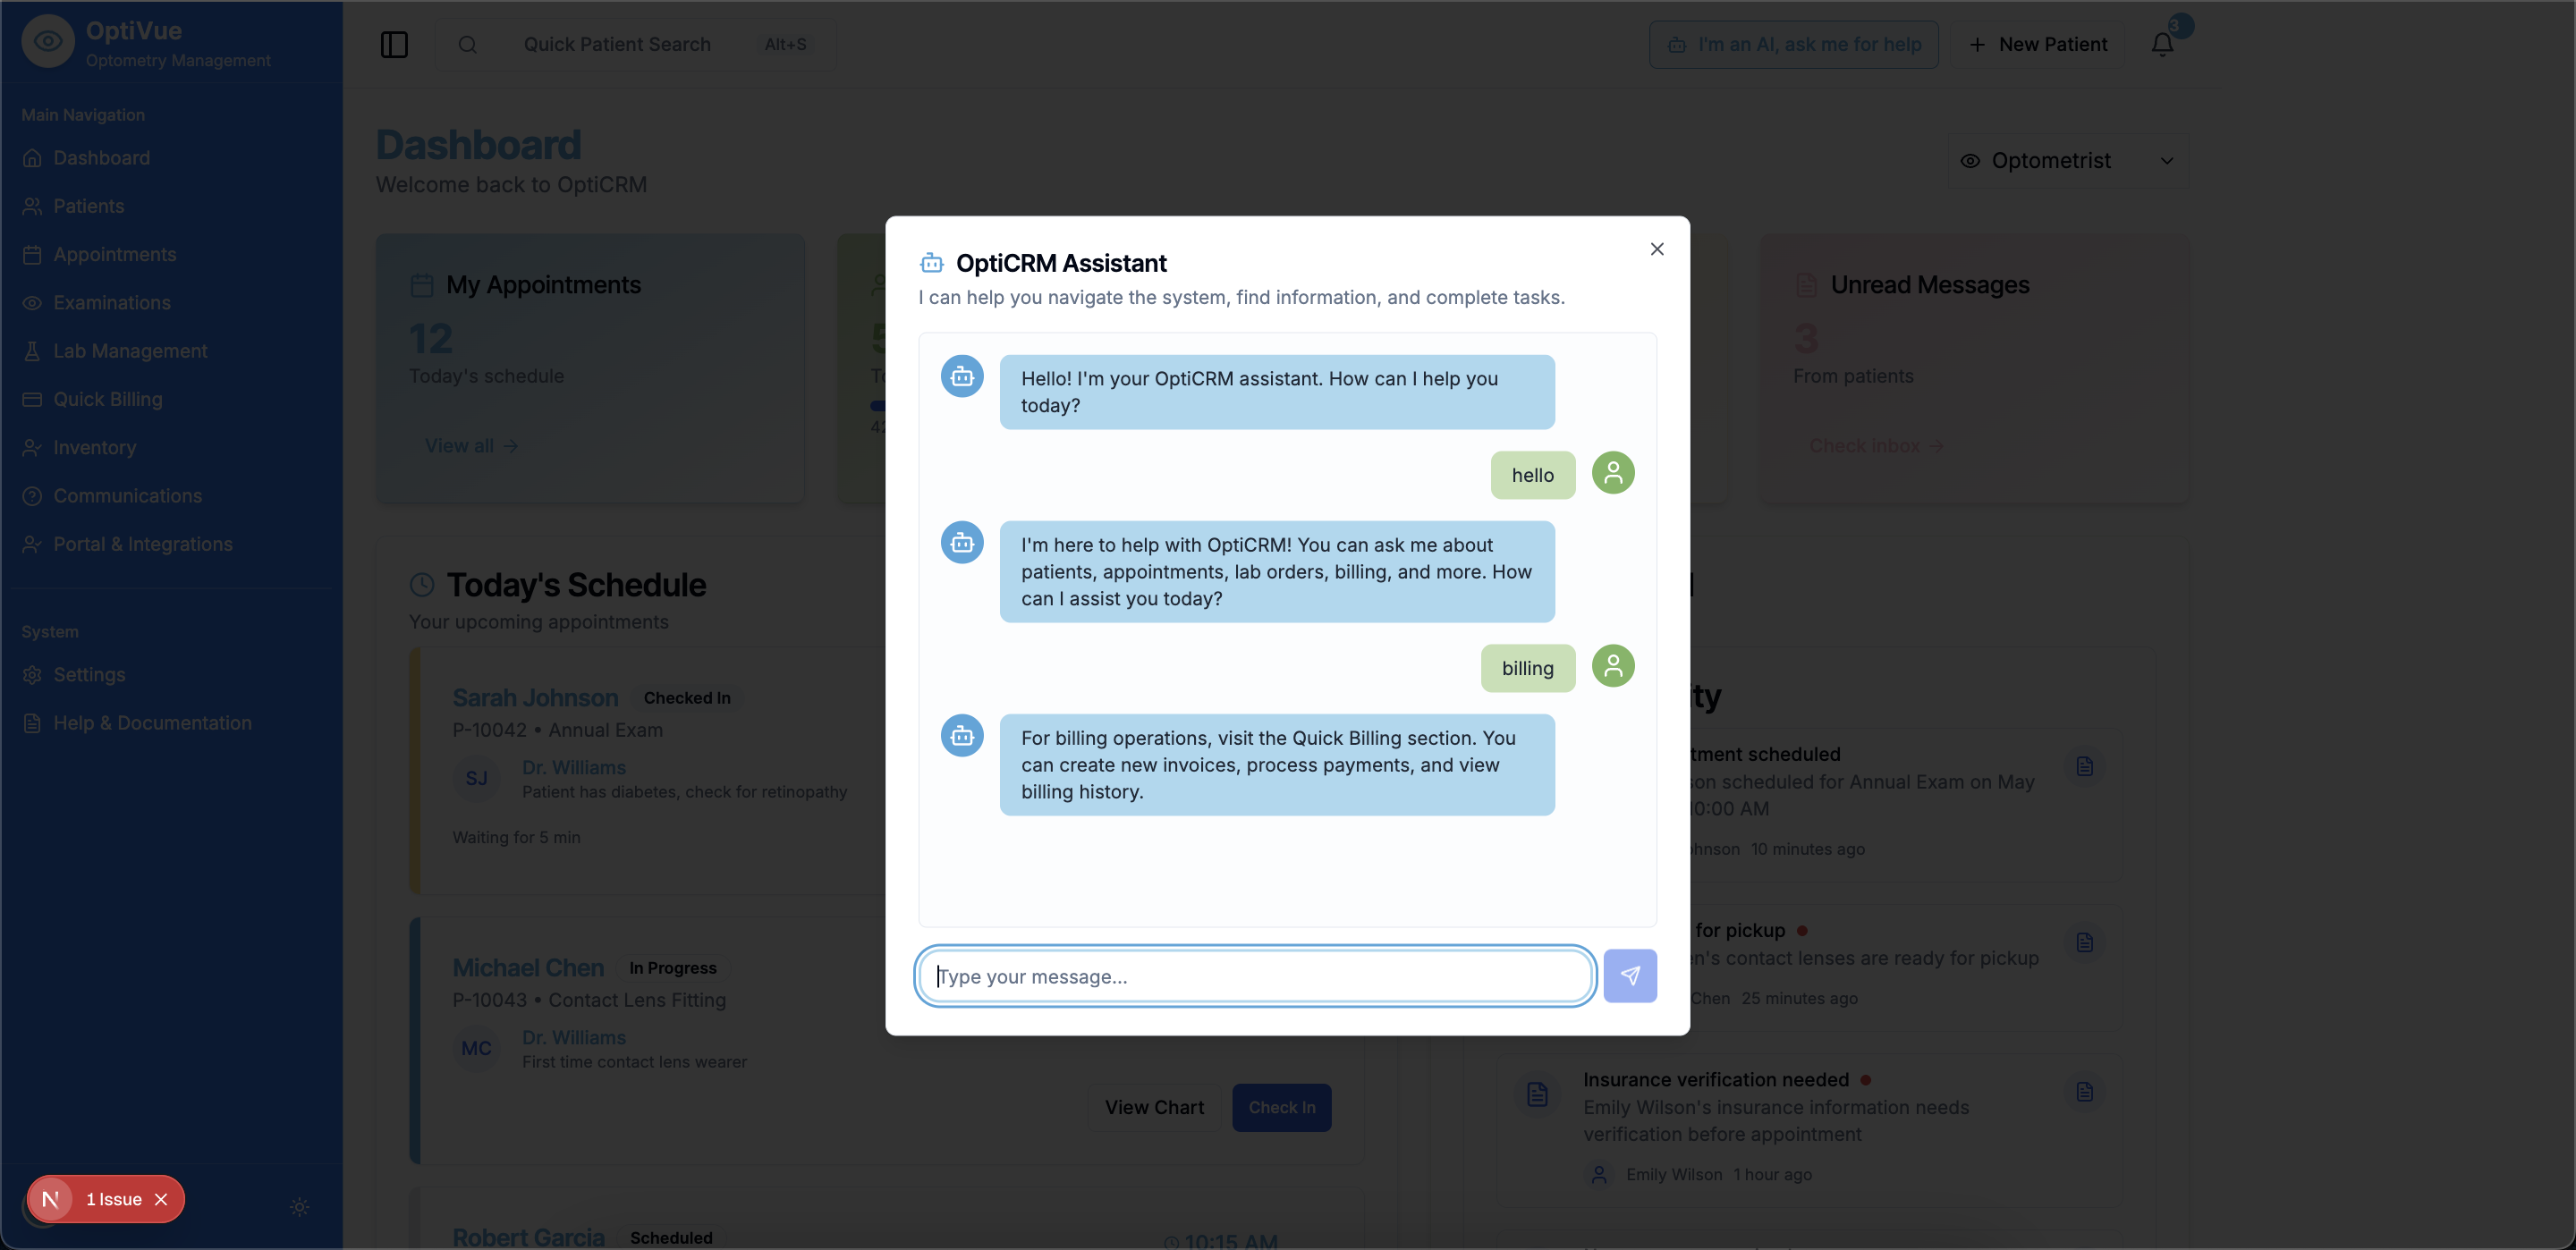 OptiVue
Optometry Management
Main Navigation
Dashboard
Patients
Appointments
Examinations
Lab Management
Quick Billing
Inventory
Communications
Portal & Integrations
System
Settings
Help & Documentation
N 1 Issue
Quick Patient Search Alt+S
I'm an AI, ask me for help
New Patient
3
Dashboard
Welcome back to OptiCRM
Optometrist
My Appointments
12
Today's schedule
View all →
5
42
Unread Messages
3
From patients
Check inbox →
Today's Schedule
Your upcoming appointments
Sarah Johnson Checked In
P-10042 • Annual Exam
SJ
Dr. Williams
Patient has diabetes, check for retinopathy
Waiting for 5 min
Michael Chen In Progress
P-10043 • Contact Lens Fitting
MC
Dr. Williams
First time contact lens wearer
View Chart
Check In
Robert Garcia Scheduled
10:15 AM
OptiCRM Assistant
I can help you navigate the system, find information, and complete tasks.
Hello! I'm your OptiCRM assistant. How can I help you
today?
hello
I'm here to help with OptiCRM! You can ask me about
patients, appointments, lab orders, billing, and more. How
can I assist you today?
billing
For billing operations, visit the Quick Billing section. You
can create new invoices, process payments, and view
billing history.
Type your message...
scheduled
scheduled for Annual Exam on May
AM
10 minutes ago
for pickup
contact lenses are ready for pickup
Chen 25 minutes ago
Insurance verification needed
Emily Wilson's insurance information needs
verification before appointment
Emily Wilson 1 hour ago